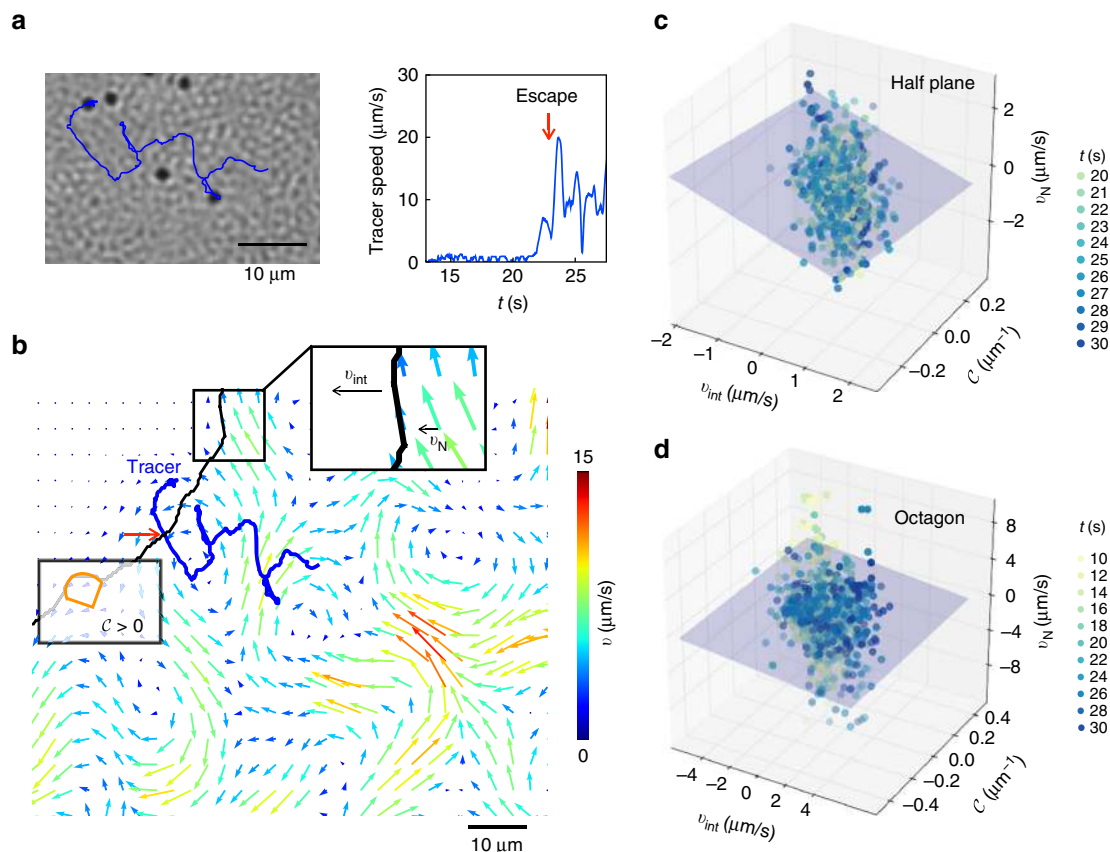 a
30
20
10
0
Tracer speed (μm/s)
Escape
15
20
25
t (s)
10 μm
b
υint
υN
Tracer
C > 0
15
υ (μm/s)
0
10 μm
c
Half plane
2
0
−2
υN (μm/s)
0.2
0.0
−0.2
C (μm⁻¹)
−2
−1
0
1
2
υint (μm/s)
t (s)
20
21
22
23
24
25
26
27
28
29
30
d
Octagon
8
4
0
−4
−8
υN (μm/s)
0.4
0.2
0.0
−0.2
−0.4
C (μm⁻¹)
−4
−2
0
2
4
υint (μm/s)
t (s)
10
12
14
16
18
20
22
24
26
28
30